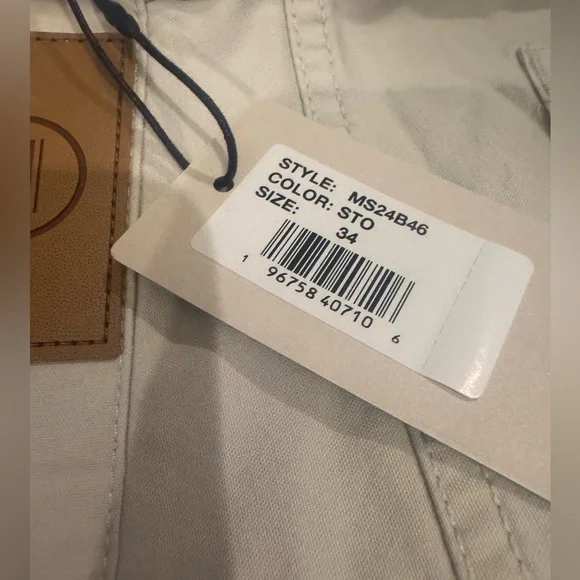 STYLE: MS24B46
COLOR: STO
SIZE: 34
1 96758 40710 6